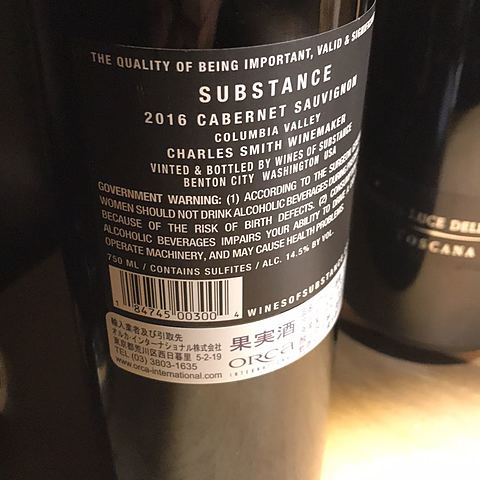 THE QUALITY OF BEING IMPORTANT, VALID &
SUBSTANCE
2016 CABERNET SAUVIGNON
COLUMBIA VALLEY
CHARLES SMITH WINEMAKER
VINTED & BOTTLED BY WINES OF SUBSTANCE
BENTON CITY WASHINGTON USA
GOVERNMENT WARNING: (1) ACCORDING TO THE SURGEON
WOMEN SHOULD NOT DRINK ALCOHOLIC BEVERAGES DURING
BECAUSE OF THE RISK OF BIRTH DEFECTS. (2)
ALCOHOLIC BEVERAGES IMPAIRS YOUR ABILITY TO DRIVE A
OPERATE MACHINERY, AND MAY CAUSE HEALTH PROBLEMS.
750 ML / CONTAINS SULFITES / ALC. 14.5% BY VOL.
1 84745 00300 4
WINESOFSUBSTANCE
輸入業者及び引取先
オルカ・インターナショナル株式会社
東京都荒川区西日暮里 5-2-19
TEL (03) 3803-1635
www.orca-international.com
果実酒
ORCA
LUCE
TOSCANA